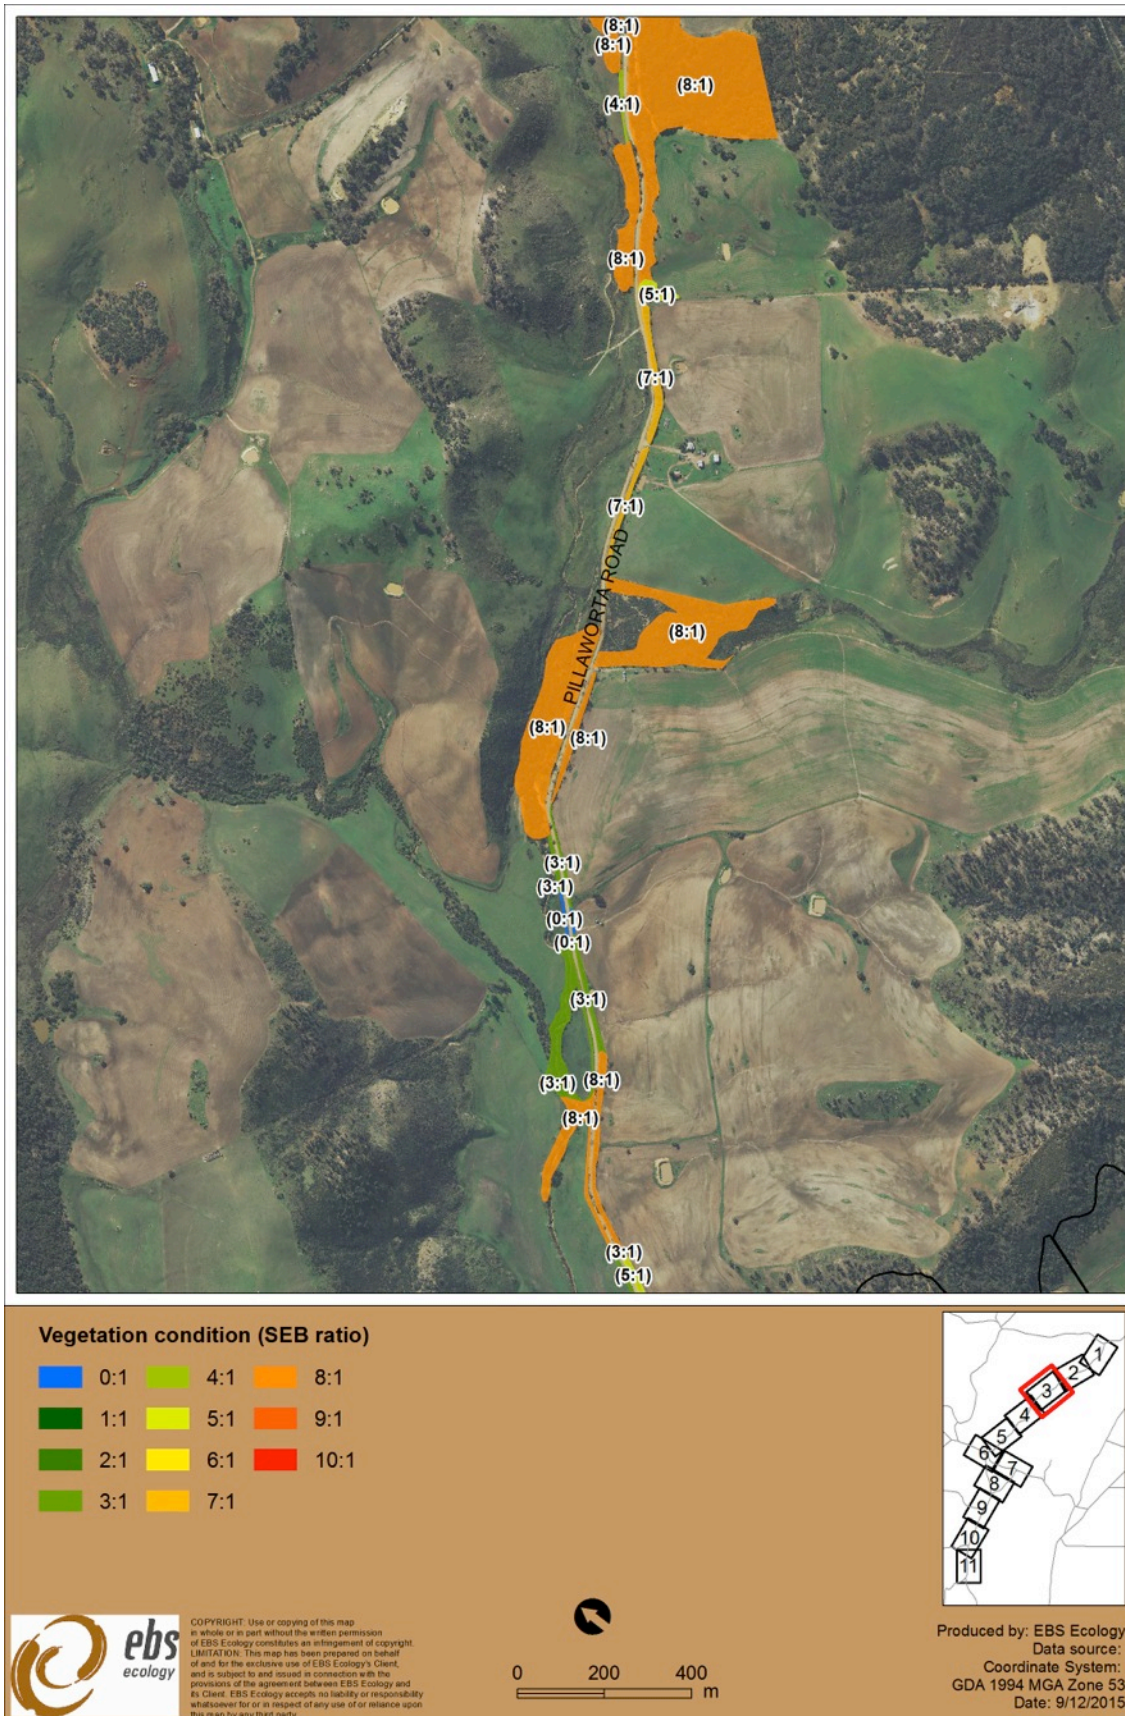 (8:1)
(8:1)
(8:1)
(4:1)
(8:1)
(5:1)
(7:1)
(7:1)
PILLAWORTA ROAD
(8:1)
(8:1)
(8:1)
(3:1)
(3:1)
(0:1)
(0:1)
(3:1)
(3:1)
(8:1)
(8:1)
(3:1)
(5:1)
Vegetation condition (SEB ratio)
0:1 4:1 8:1
1:1 5:1 9:1
2:1 6:1 10:1
3:1 7:1
1
2
3
4
5
6
7
8
9
10
11
ebs
ecology
COPYRIGHT: Use or copying of this map
in whole or in part without the written permission
of EBS Ecology constitutes an infringement of copyright.
LIMITATION: This map has been prepared on behalf
of and for the exclusive use of EBS Ecology's Client,
and is subject to and issued in connection with the
provisions of the agreement between EBS Ecology and
its Client. EBS Ecology accepts no liability or responsibility
whatsoever for or in respect of any use of or reliance upon
this map by any third party.
0 200 400
m
Produced by: EBS Ecology
Data source:
Coordinate System:
GDA 1994 MGA Zone 53
Date: 9/12/2015